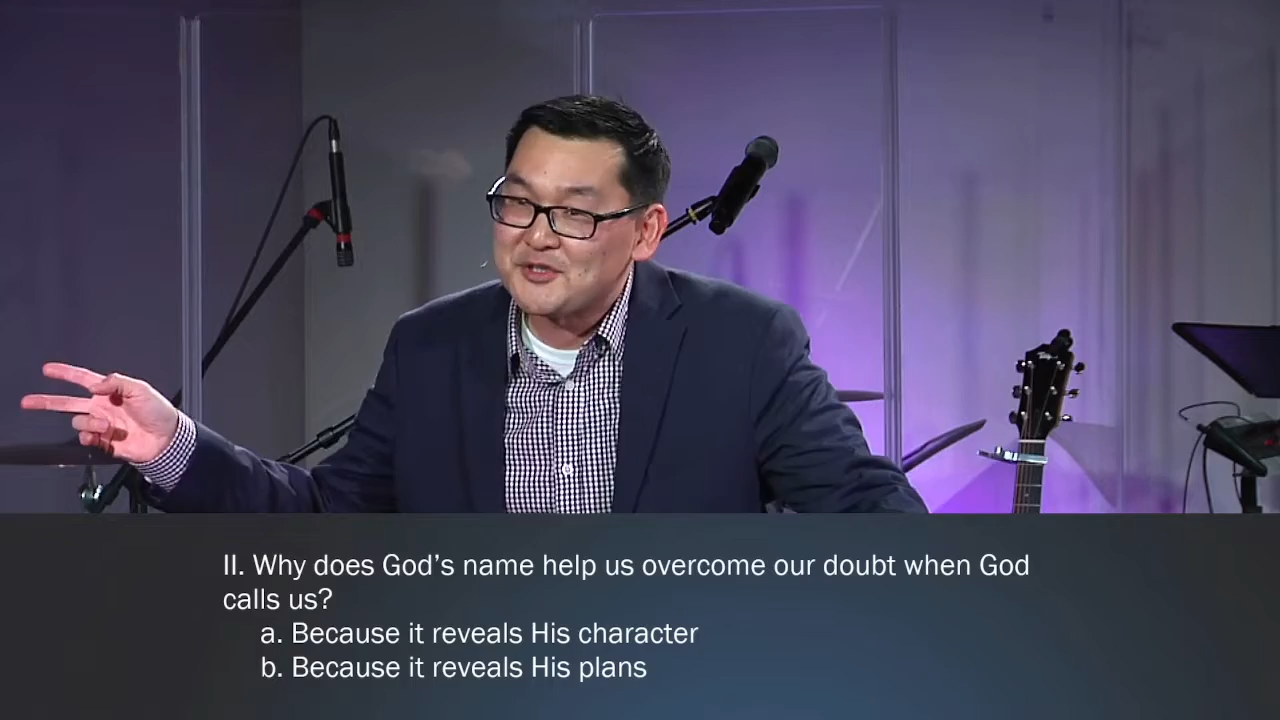 II. Why does God's name help us overcome our doubt when God
calls us?
a. Because it reveals His character
b. Because it reveals His plans